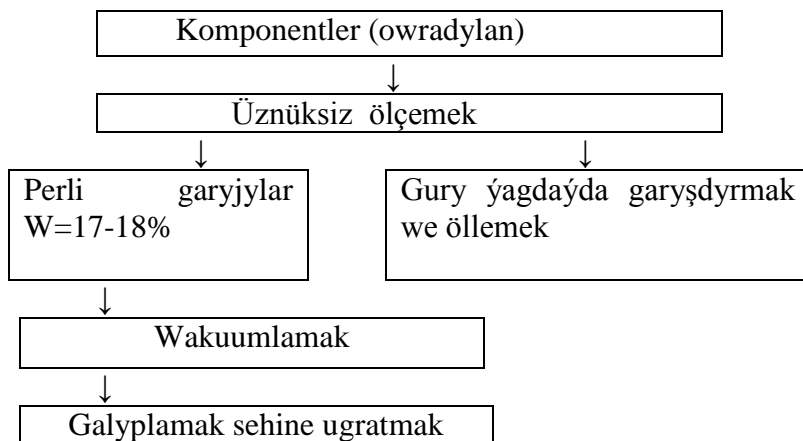 Komponentler (owradylan)
↓
Üznüksiz ölçemek
↓ ↓
Perli garyjylar
W=17-18%
Gury ýagdaýda garyşdyrmak
we öllemek
↓
Wakuumlamak
↓
Galyplamak sehine ugratmak